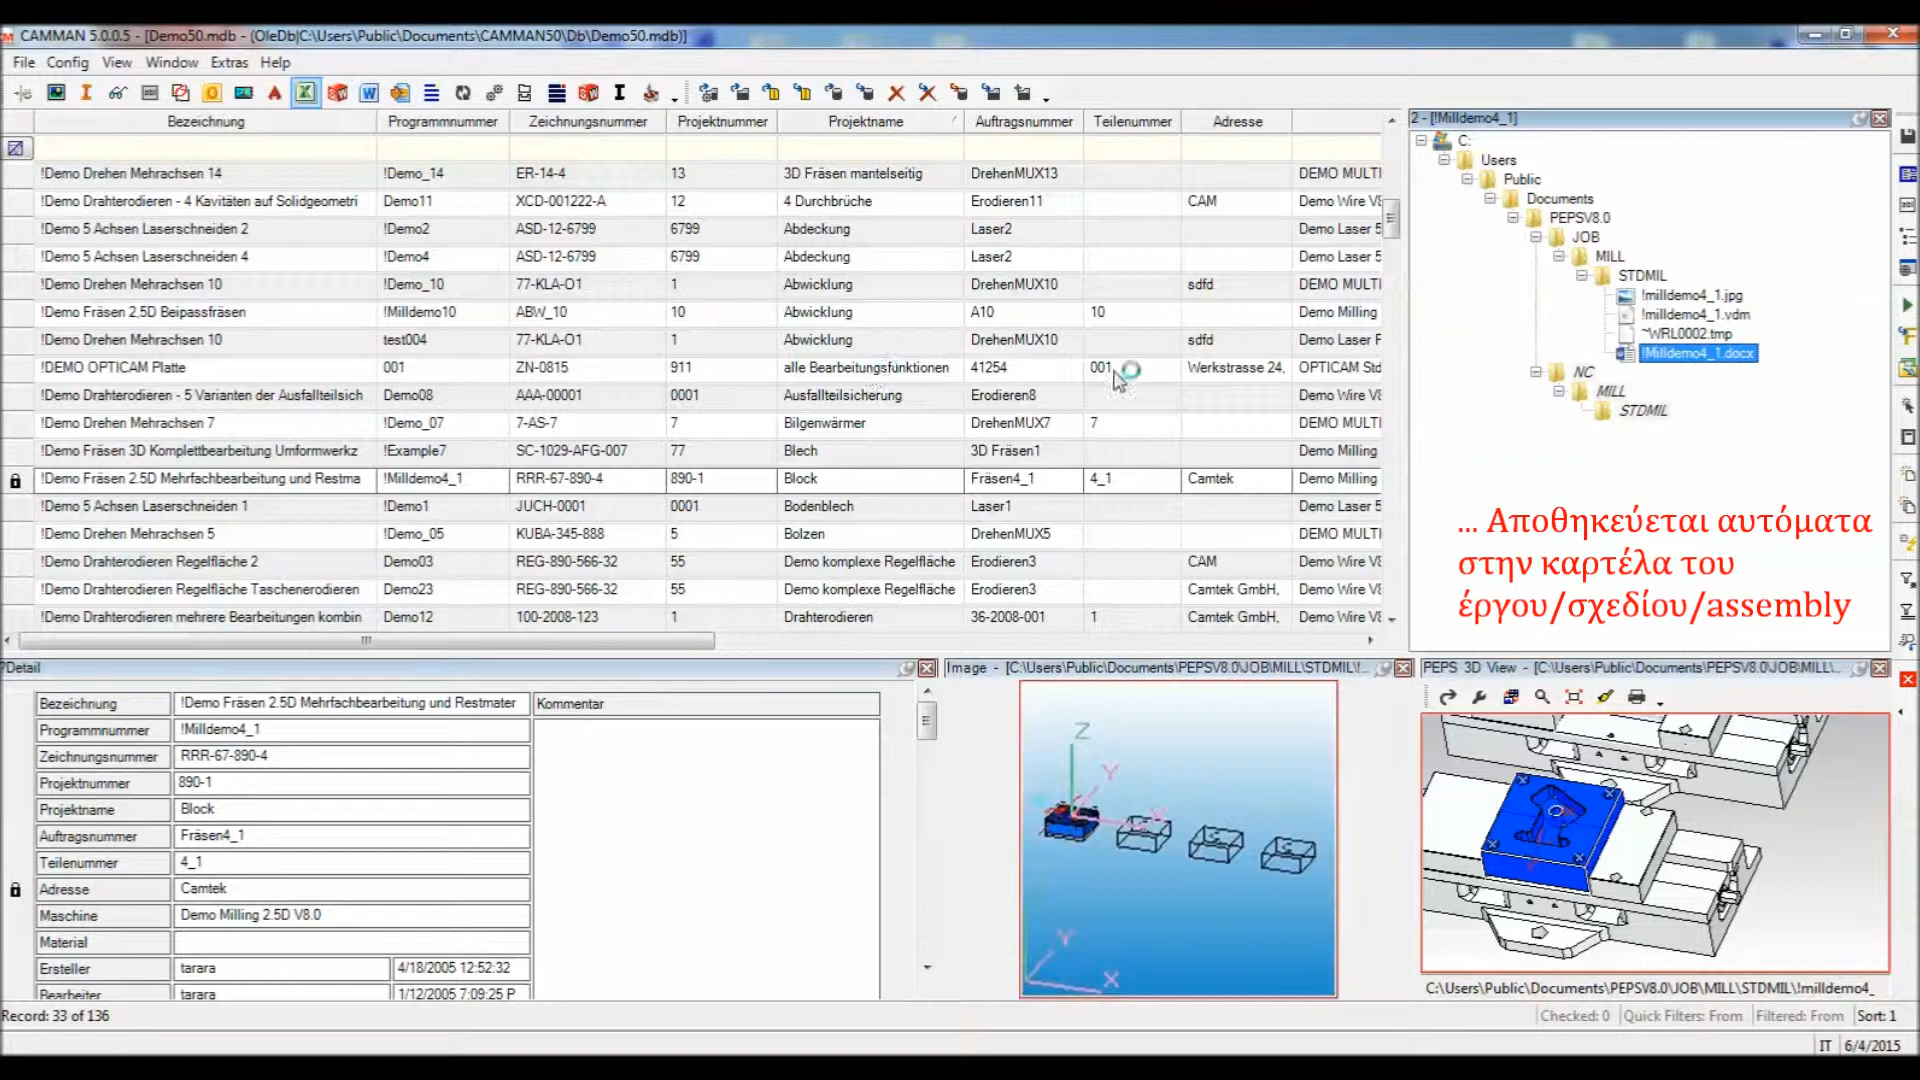 CAMMAN 5.0.0.5 - [Demo50.mdb - (OleDb|C:\Users\Public\Documents\CAMMAN50\Db\Demo50.mdb)]
File Config View Window Extras Help
Bezeichnung Programmnummer Zeichnungsnummer Projektnummer Projektname Auftragsnummer Teilenummer Adresse
!Demo Drehen Mehrachsen 14 !Demo_14 ER-14-4 13 3D Fräsen mantelseitig DrehenMUX13 DEMO MULTI
!Demo Drahterodieren - 4 Kavitäten auf Solidgeometri Demo11 XCD-001222-A 12 4 Durchbrüche Erodieren11 CAM Demo Wire V8
!Demo 5 Achsen Laserschneiden 2 !Demo2 ASD-12-6799 6799 Abdeckung Laser2 Demo Laser 5
!Demo 5 Achsen Laserschneiden 4 !Demo4 ASD-12-6799 6799 Abdeckung Laser2 Demo Laser 5
!Demo Drehen Mehrachsen 10 !Demo_10 77-KLA-O1 1 Abwicklung DrehenMUX10 sdfd DEMO MULTI
!Demo Fräsen 2,5D Beipassfräsen !Milldemo10 ABW_10 10 Abwicklung A10 10 Demo Milling
!Demo Drehen Mehrachsen 10 test004 77-KLA-O1 1 Abwicklung DrehenMUX10 sdfd Demo Laser F
!DEMO OPTICAM Platte 001 ZN-0815 911 alle Bearbeitungsfunktionen 41254 001 Werkstrasse 24, OPTICAM Std
!Demo Drahterodieren - 5 Varianten der Ausfallteilsich Demo08 AAA-00001 0001 Ausfallteilsicherung Erodieren8 Demo Wire V8
!Demo Drehen Mehrachsen 7 !Demo_07 7-AS-7 7 Bilgenwärmer DrehenMUX7 7 DEMO MULTI
!Demo Fräsen 3D Komplettbearbeitung Umformwerkz !Example7 SC-1029-AFG-007 77 Blech 3D Fräsen1 Demo Milling
!Demo Fräsen 2.5D Mehrfachbearbeitung und Restma !Milldemo4_1 RRR-67-890-4 890-1 Block Fräsen4_1 4_1 Camtek Demo Milling
!Demo 5 Achsen Laserschneiden 1 !Demo1 JUCH-0001 0001 Bodenblech Laser1 Demo Laser 5
!Demo Drehen Mehrachsen 5 !Demo_05 KUBA-345-888 5 Bolzen DrehenMUX5 DEMO MULTI
!Demo Drahterodieren Regelfläche 2 Demo03 REG-890-566-32 55 Demo komplexe Regelfläche Erodieren3 CAM Demo Wire V8
!Demo Drahterodieren Regelfläche Taschenerodieren Demo23 REG-890-566-32 55 Demo komplexe Regelfläche Erodieren3 Camtek GmbH, Demo Wire V8
!Demo Drahterodieren mehrere Bearbeitungen kombin Demo12 100-2008-123 1 Drahterodieren 36-2008-001 1 Camtek GmbH, Demo Wire V8
2 - [!Milldemo4_1]
C:
Users
Public
Documents
PEPSV8.0
JOB
MILL
STDMIL
!milldemo4_1.jpg
!milldemo4_1.vdm
~WRL0002.tmp
!Milldemo4_1.docx
NC
MILL
STDMIL
... Αποθηκεύεται αυτόματα
στην καρτέλα του
έργου/σχεδίου/assembly
?Detail
Bezeichnung !Demo Fräsen 2.5D Mehrfachbearbeitung und Restmater Kommentar
Programmnummer !Milldemo4_1
Zeichnungsnummer RRR-67-890-4
Projektnummer 890-1
Projektname Block
Auftragsnummer Fräsen4_1
Teilenummer 4_1
Adresse Camtek
Maschine Demo Milling 2.5D V8.0
Material
Ersteller tarara 4/18/2005 12:52:32
Bearbeiter tarara 1/12/2005 7:09:25 P
Image - [C:\Users\Public\Documents\PEPSV8.0\JOB\MILL\STDMIL\!...
Z
Y
X
Y
X
PEPS 3D View - [C:\Users\Public\Documents\PEPSV8.0\JOB\MILL\...
C:\Users\Public\Documents\PEPSV8.0\JOB\MILL\STDMIL\!milldemo4_
Record: 33 of 136
Checked: 0 Quick Filters: From Filtered: From Sort: 1
IT 6/4/2015